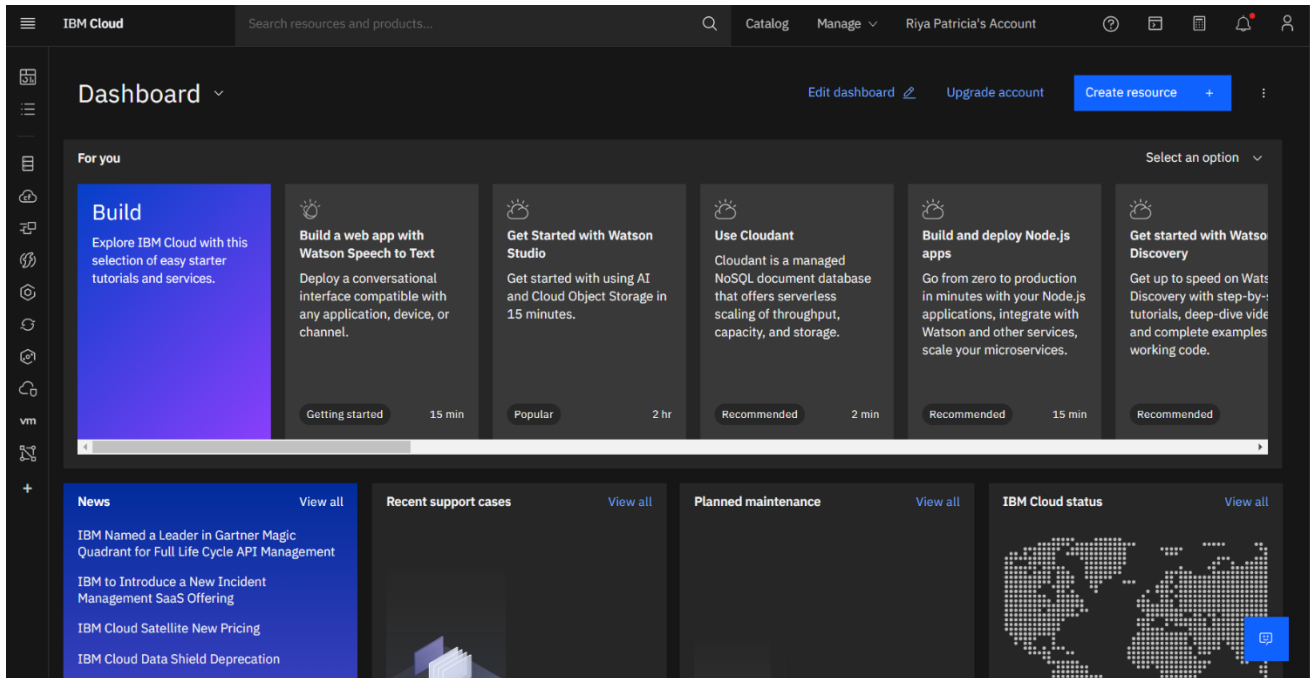 IBM Cloud
Search resources and products...
Catalog
Manage
Riya Patricia's Account
Dashboard
Edit dashboard
Upgrade account
Create resource +
For you
Select an option
Build
Explore IBM Cloud with this
selection of easy starter
tutorials and services.
Build a web app with
Watson Speech to Text
Deploy a conversational
interface compatible with
any application, device, or
channel.
Getting started
15 min
Get Started with Watson
Studio
Get started with using AI
and Cloud Object Storage in
15 minutes.
Popular
2 hr
Use Cloudant
Cloudant is a managed
NoSQL document database
that offers serverless
scaling of throughput,
capacity, and storage.
Recommended
2 min
Build and deploy Node.js
apps
Go from zero to production
in minutes with your Node.js
applications, integrate with
Watson and other services,
scale your microservices.
Recommended
15 min
Get started with Watso
Discovery
Get up to speed on Wats
Discovery with step-by-
tutorials, deep-dive vide
and complete examples
working code.
Recommended
vm
+
News
View all
IBM Named a Leader in Gartner Magic
Quadrant for Full Life Cycle API Management
IBM to Introduce a New Incident
Management SaaS Offering
IBM Cloud Satellite New Pricing
IBM Cloud Data Shield Deprecation
Recent support cases
View all
Planned maintenance
View all
IBM Cloud status
View all